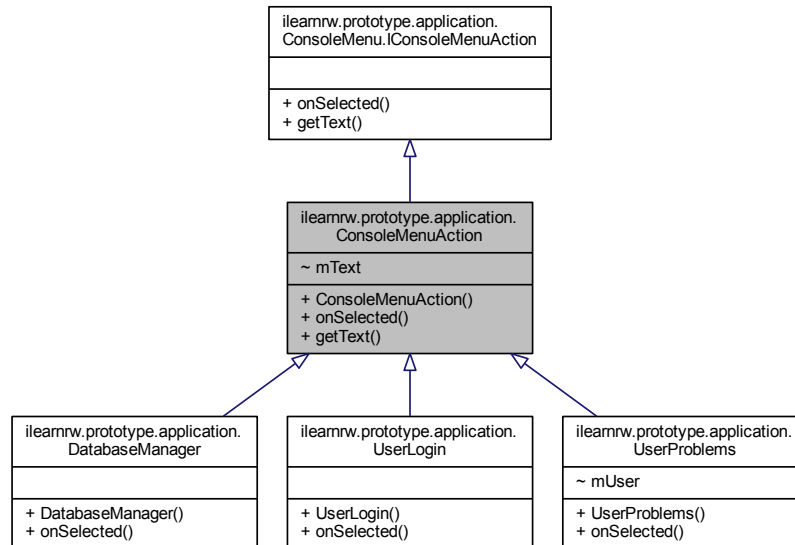 ilearnrw.prototype.application.
ConsoleMenu.IConsoleMenuAction
+ onSelected()
+ getText()
ilearnrw.prototype.application.
ConsoleMenuAction
~ mText
+ ConsoleMenuAction()
+ onSelected()
+ getText()
ilearnrw.prototype.application.
DatabaseManager
+ DatabaseManager()
+ onSelected()
ilearnrw.prototype.application.
UserLogin
+ UserLogin()
+ onSelected()
ilearnrw.prototype.application.
UserProblems
~ mUser
+ UserProblems()
+ onSelected()